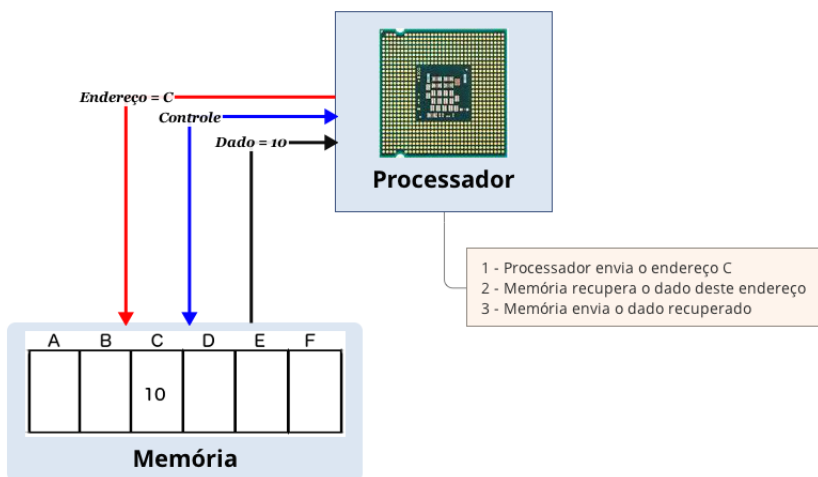 Endereço = C
Controle
Dado = 10
Processador
1 - Processador envia o endereço C
2 - Memória recupera o dado deste endereço
3 - Memória envia o dado recuperado
A B C D E F
10
Memória